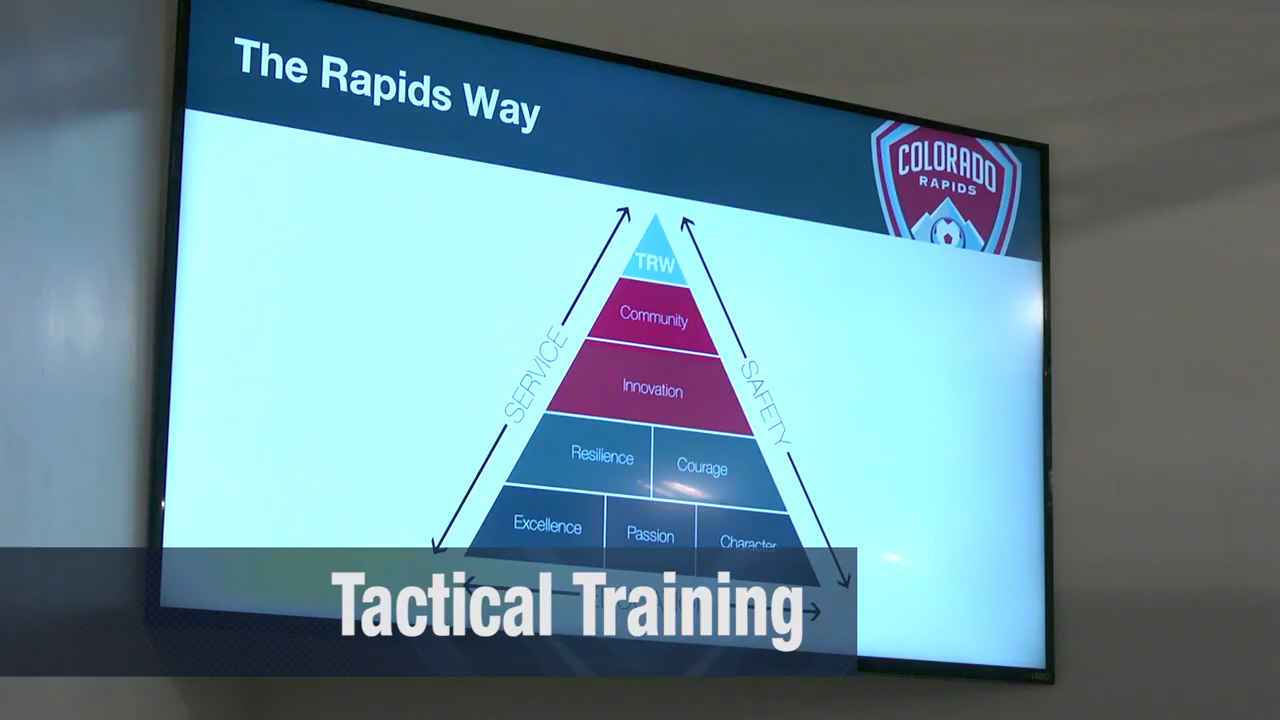 The Rapids Way
COLORADO
RAPIDS
TRW
Community
SERVICE
SAFETY
Innovation
Resilience
Courage
Excellence
Passion
Character
Tactical Training